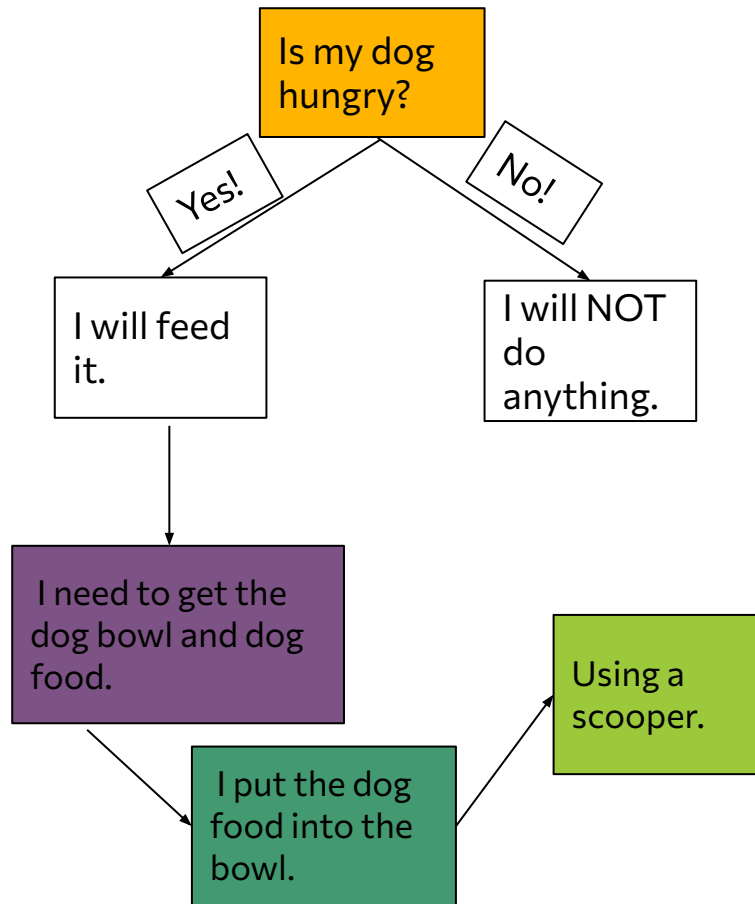 Is my dog
hungry?
Yes!
No!
I will feed
it.
I will NOT
do
anything.
I need to get the
dog bowl and dog
food.
I put the dog
food into the
bowl.
Using a
scooper.